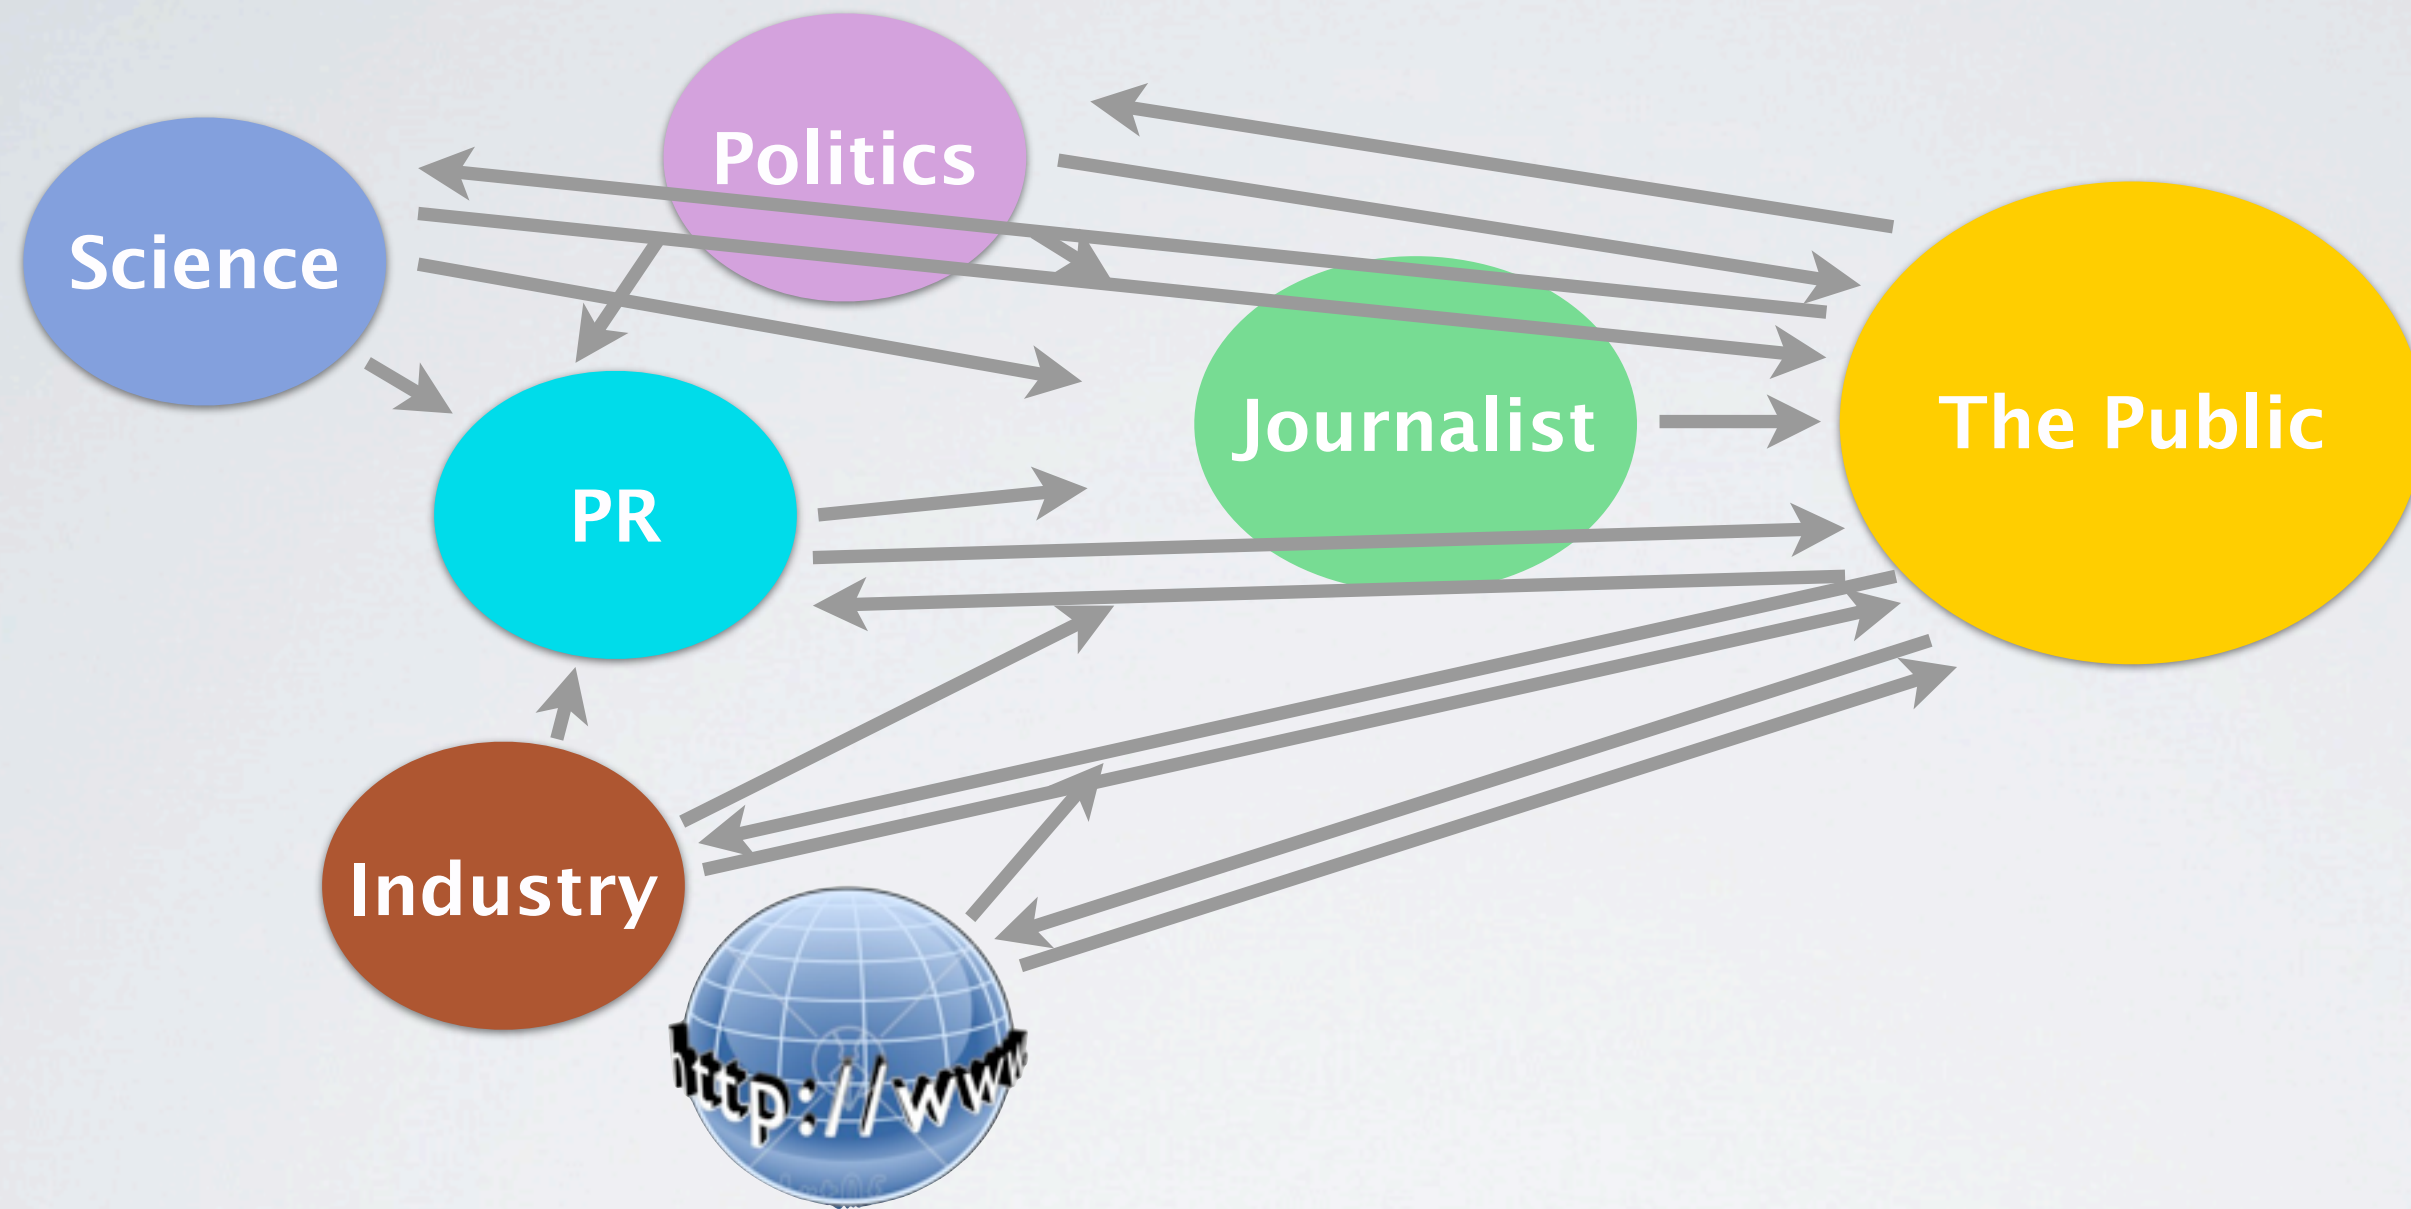 Politics
Science
Journalist
The Public
PR
Industry
http://www